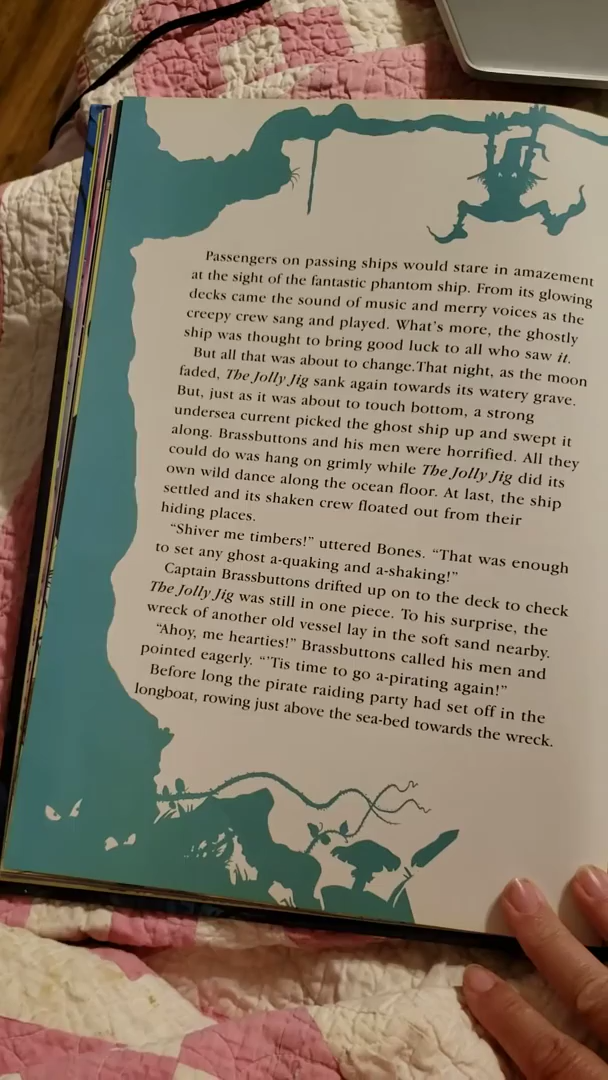 Passengers on passing ships would stare in amazement
at the sight of the fantastic phantom ship. From its glowing
decks came the sound of music and merry voices as the
creepy crew sang and played. What's more, the ghostly
ship was thought to bring good luck to all who saw it.
But all that was about to change.That night, as the moon
faded, The Jolly Jig sank again towards its watery grave.
But, just as it was about to touch bottom, a strong
undersea current picked the ghost ship up and swept it
along. Brassbuttons and his men were horrified. All they
could do was hang on grimly while The Jolly Jig did its
own wild dance along the ocean floor. At last, the ship
settled and its shaken crew floated out from their
hiding places.
“Shiver me timbers!” uttered Bones. “That was enough
to set any ghost a-quaking and a-shaking!”
Captain Brassbuttons drifted up on to the deck to check
The Jolly Jig was still in one piece. To his surprise, the
wreck of another old vessel lay in the soft sand nearby.
“Ahoy, me hearties!” Brassbuttons called his men and
pointed eagerly. “'Tis time to go a-pirating again!”
Before long the pirate raiding party had set off in the
longboat, rowing just above the sea-bed towards the wreck.